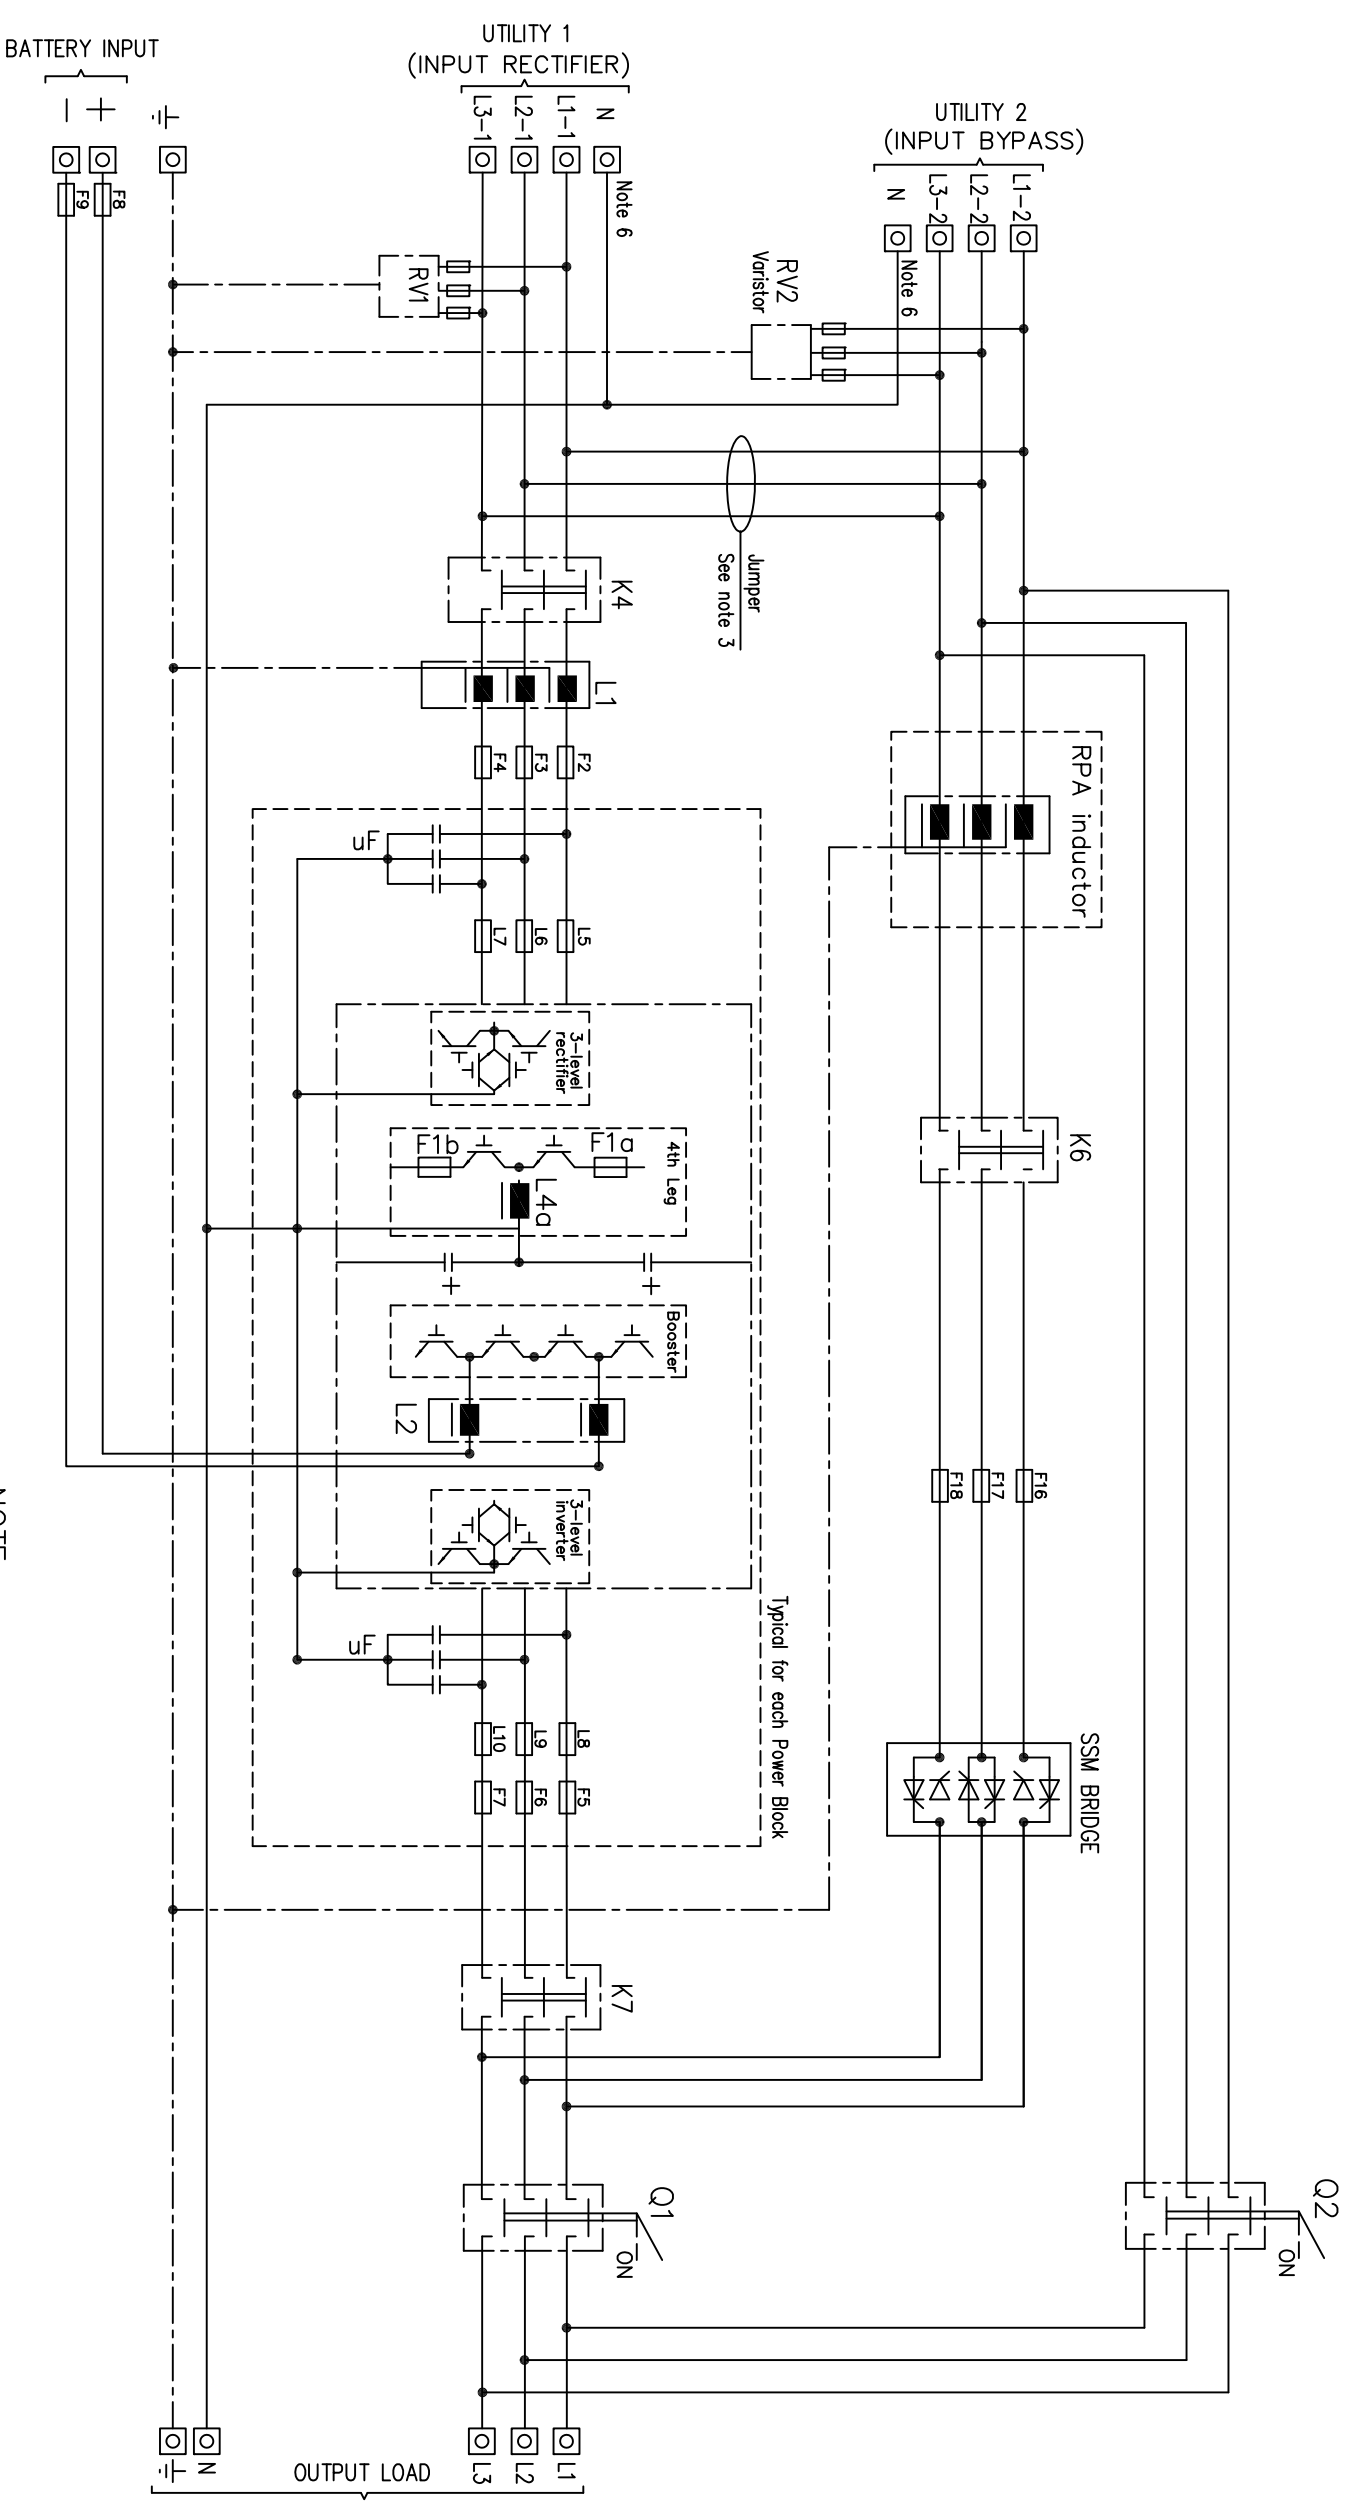 UTILITY 1
(INPUT RECTIFIER)
BATTERY INPUT
UTILITY 2
(INPUT BYPASS)
−
+
L3-1
L2-1
L1-1
N
Note 6
N
L3-2
L2-2
L1-2
Note 6
F9
F8
RV1
RV2
Varistor
Jumper
See note 3
K4
L1
F4
F3
F2
RPA inductor
uF
L7
L6
L5
3-level
rectifier
K6
4th Leg
F1b
F1a
L4a
+
+
Booster
L2
F18
F17
F16
3-level
inverter
Typical for each Power Block
uF
L10
L9
L8
F7
F6
F5
SSM BRIDGE
K7
Q1
ON
Q2
ON
N
L3
L2
L1
OUTPUT LOAD